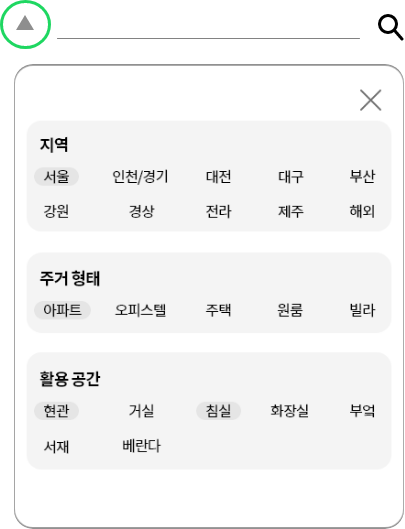 지역
서울 인천/경기 대전 대구 부산
강원 경상 전라 제주 해외
주거 형태
아파트 오피스텔 주택 원룸 빌라
활용 공간
현관 거실 침실 화장실 부엌
서재 베란다